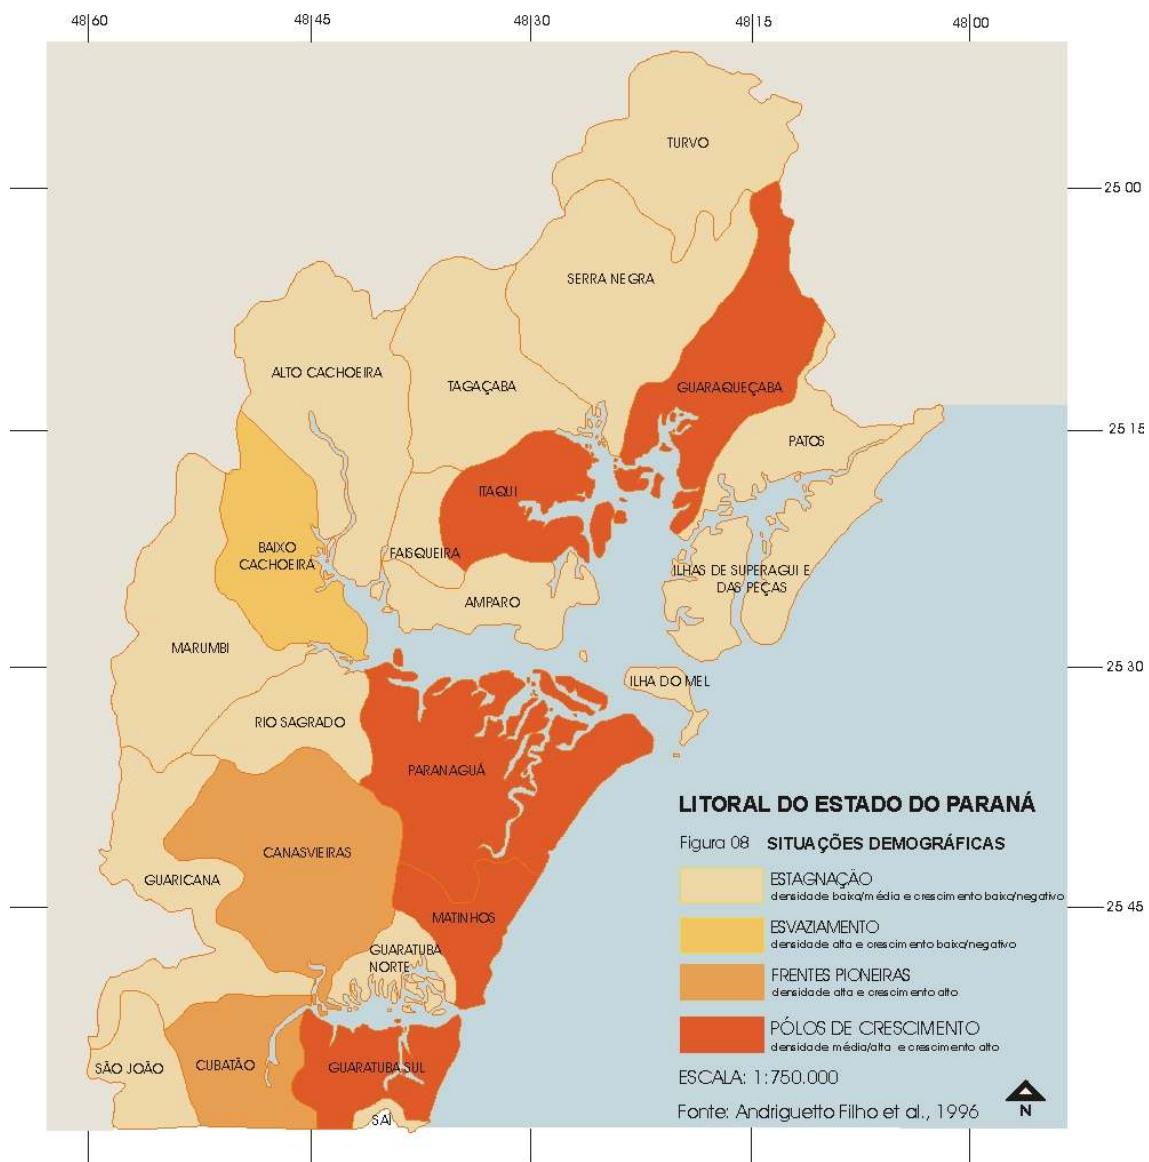 48 60
48 45
48 30
48 15
48 00
TURVO
25 00
SERRA NEGRA
ALTO CACHOEIRA
TAGAÇABA
GUARAQUEÇABA
25 15
PATOS
ITAQUI
BAIXO
CACHOEIRA
FAISQUEIRA
ILHAS DE SUPERAGUI E
DAS PEÇAS
AMPARO
MARUMBI
25 30
ILHA DO MEL
RIO SAGRADO
PARANAGUÁ
LITORAL DO ESTADO DO PARANÁ
Figura 08 SITUAÇÕES DEMOGRÁFICAS
CANASVIEIRAS
GUARICANA
ESTAGNAÇÃO
densidade baixa/média e crescimento baixo/negativo
25 45
MATINHOS
ESVAZIAMENTO
densidade alta e crescimento baixo/negativo
GUARATUBA
NORTE
FRENTES PIONEIRAS
densidade alta e crescimento alto
PÓLOS DE CRESCIMENTO
densidade média/alta e crescimento alto
SÃO JOÃO
CUBATÃO
GUARATUBA SUL
ESCALA: 1:750.000
Fonte: Andriguetto Filho et al., 1996
N
SAÍ